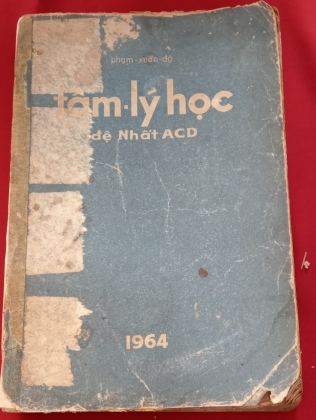 phạm-xuân-độ
tâm-lý học
đệ Nhất ACD
1964